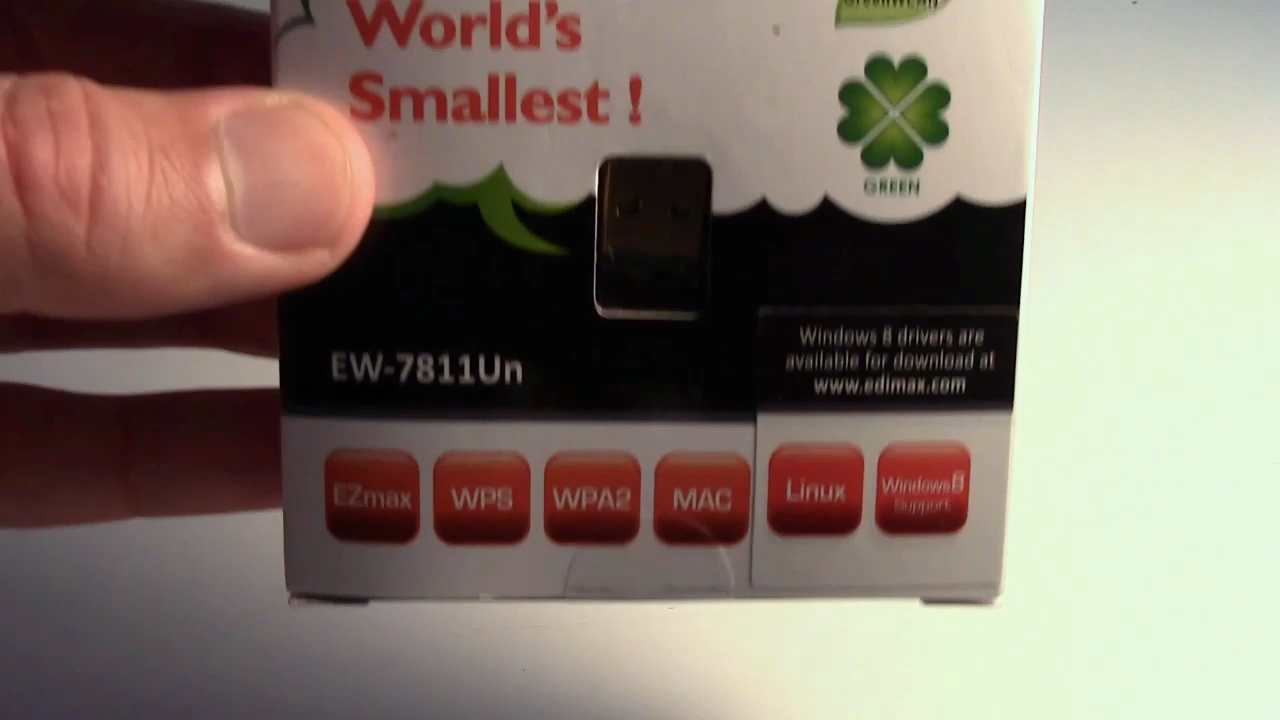 World's
Smallest !
GREEN
EW-7811Un
Windows 8 drivers are
available for download at
www.edimax.com
EZmax
WPS
WPA2
MAC
Linux
Windows8
Support